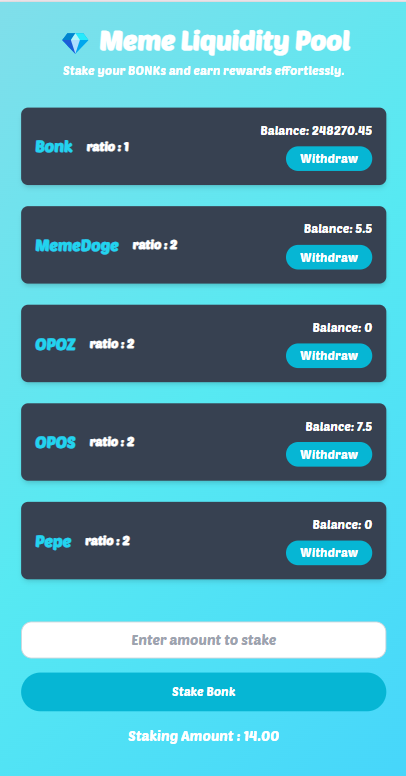 Meme Liquidity Pool
Stake your BONKs and earn rewards effortlessly.
Balance: 248270.45
Bonk ratio : 1
Withdraw
Balance: 5.5
MemeDoge ratio : 2
Withdraw
Balance: 0
OPOZ ratio : 2
Withdraw
Balance: 7.5
OPOS ratio : 2
Withdraw
Balance: 0
Pepe ratio : 2
Withdraw
Enter amount to stake
Stake Bonk
Staking Amount : 14.00